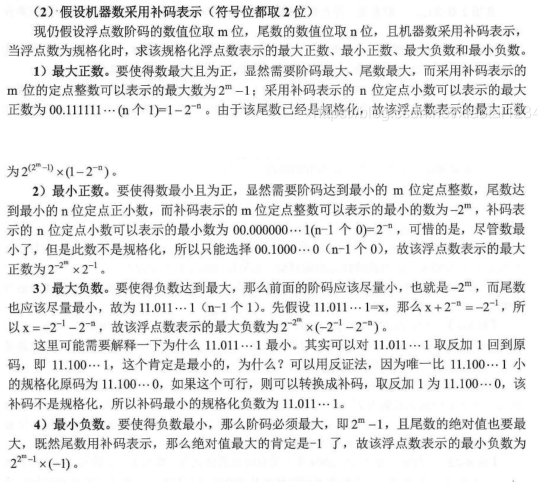 （2）假设机器数采用补码表示（符号位都取 2 位）
现仍假设浮点数阶码的数值位取 m 位，尾数的数值位取 n 位，且机器数采用补码表示，
当浮点数为规格化时，求该规格化浮点数表示的最大正数、最小正数、最大负数和最小负数。
1）最大正数。要使得数最大且为正，显然需要阶码最大、尾数最大，而采用补码表示的
m 位的定点整数可以表示的最大数为 2^m −1；采用补码表示的 n 位定点小数可以表示的最大
正数为 00.111111⋯(n 个 1)=1−2^{-n}。由于该尾数已经是规格化，故该浮点数表示的最大正数
为 2^{(2^m−1)}×(1−2^{-n})。
2）最小正数。要使得数最小且为正，显然需要阶码达到最小的 m 位定点整数，尾数达
到最小的 n 位定点正小数，而补码表示的 m 位定点整数可以表示的最小的数为 −2^m，补码表
示的 n 位定点小数可以表示的最小数为 00.000000⋯1(n−1 个 0)=2^{-n}，可惜的是，尽管数最
小了，但是此数不是规格化，所以只能选择 00.1000⋯0（n−1 个 0），故该浮点数表示的最大
正数为 2^{-2^m}×2^{-1}。
3）最大负数。要使得负数达到最大，那么前面的阶码应该尽量小，也就是 −2^m，而尾数
也应该尽量最小，故为 11.011⋯1（n−1 个 1）。先假设 11.011⋯1=x，那么 x+2^{-n}=−2^{-1}，所
以 x=−2^{-1}−2^{-n}，故该浮点数表示的最大负数为 2^{-2^m}×(−2^{-1}−2^{-n})。
这里可能需要解释一下为什么 11.011⋯1 最小。其实可以对 11.011⋯1 取反加 1 回到原
码，即 11.100⋯1，这个肯定是最小的，为什么？可以用反证法，因为唯一比 11.100⋯1 小
的规格化原码为 11.100⋯0，如果这个可行，则可以转换成补码，取反加 1 为 11.100⋯0，该
补码不是规格化，所以补码最小的规格化负数为 11.011⋯1。
4）最小负数。要使得负数最小，那么阶码必须最大，即 2^m −1，且尾数的绝对值也要最
大，既然尾数用补码表示，那么绝对值最大的肯定是−1 了，故该浮点数表示的最小负数为
2^{2^m−1}×(−1)。